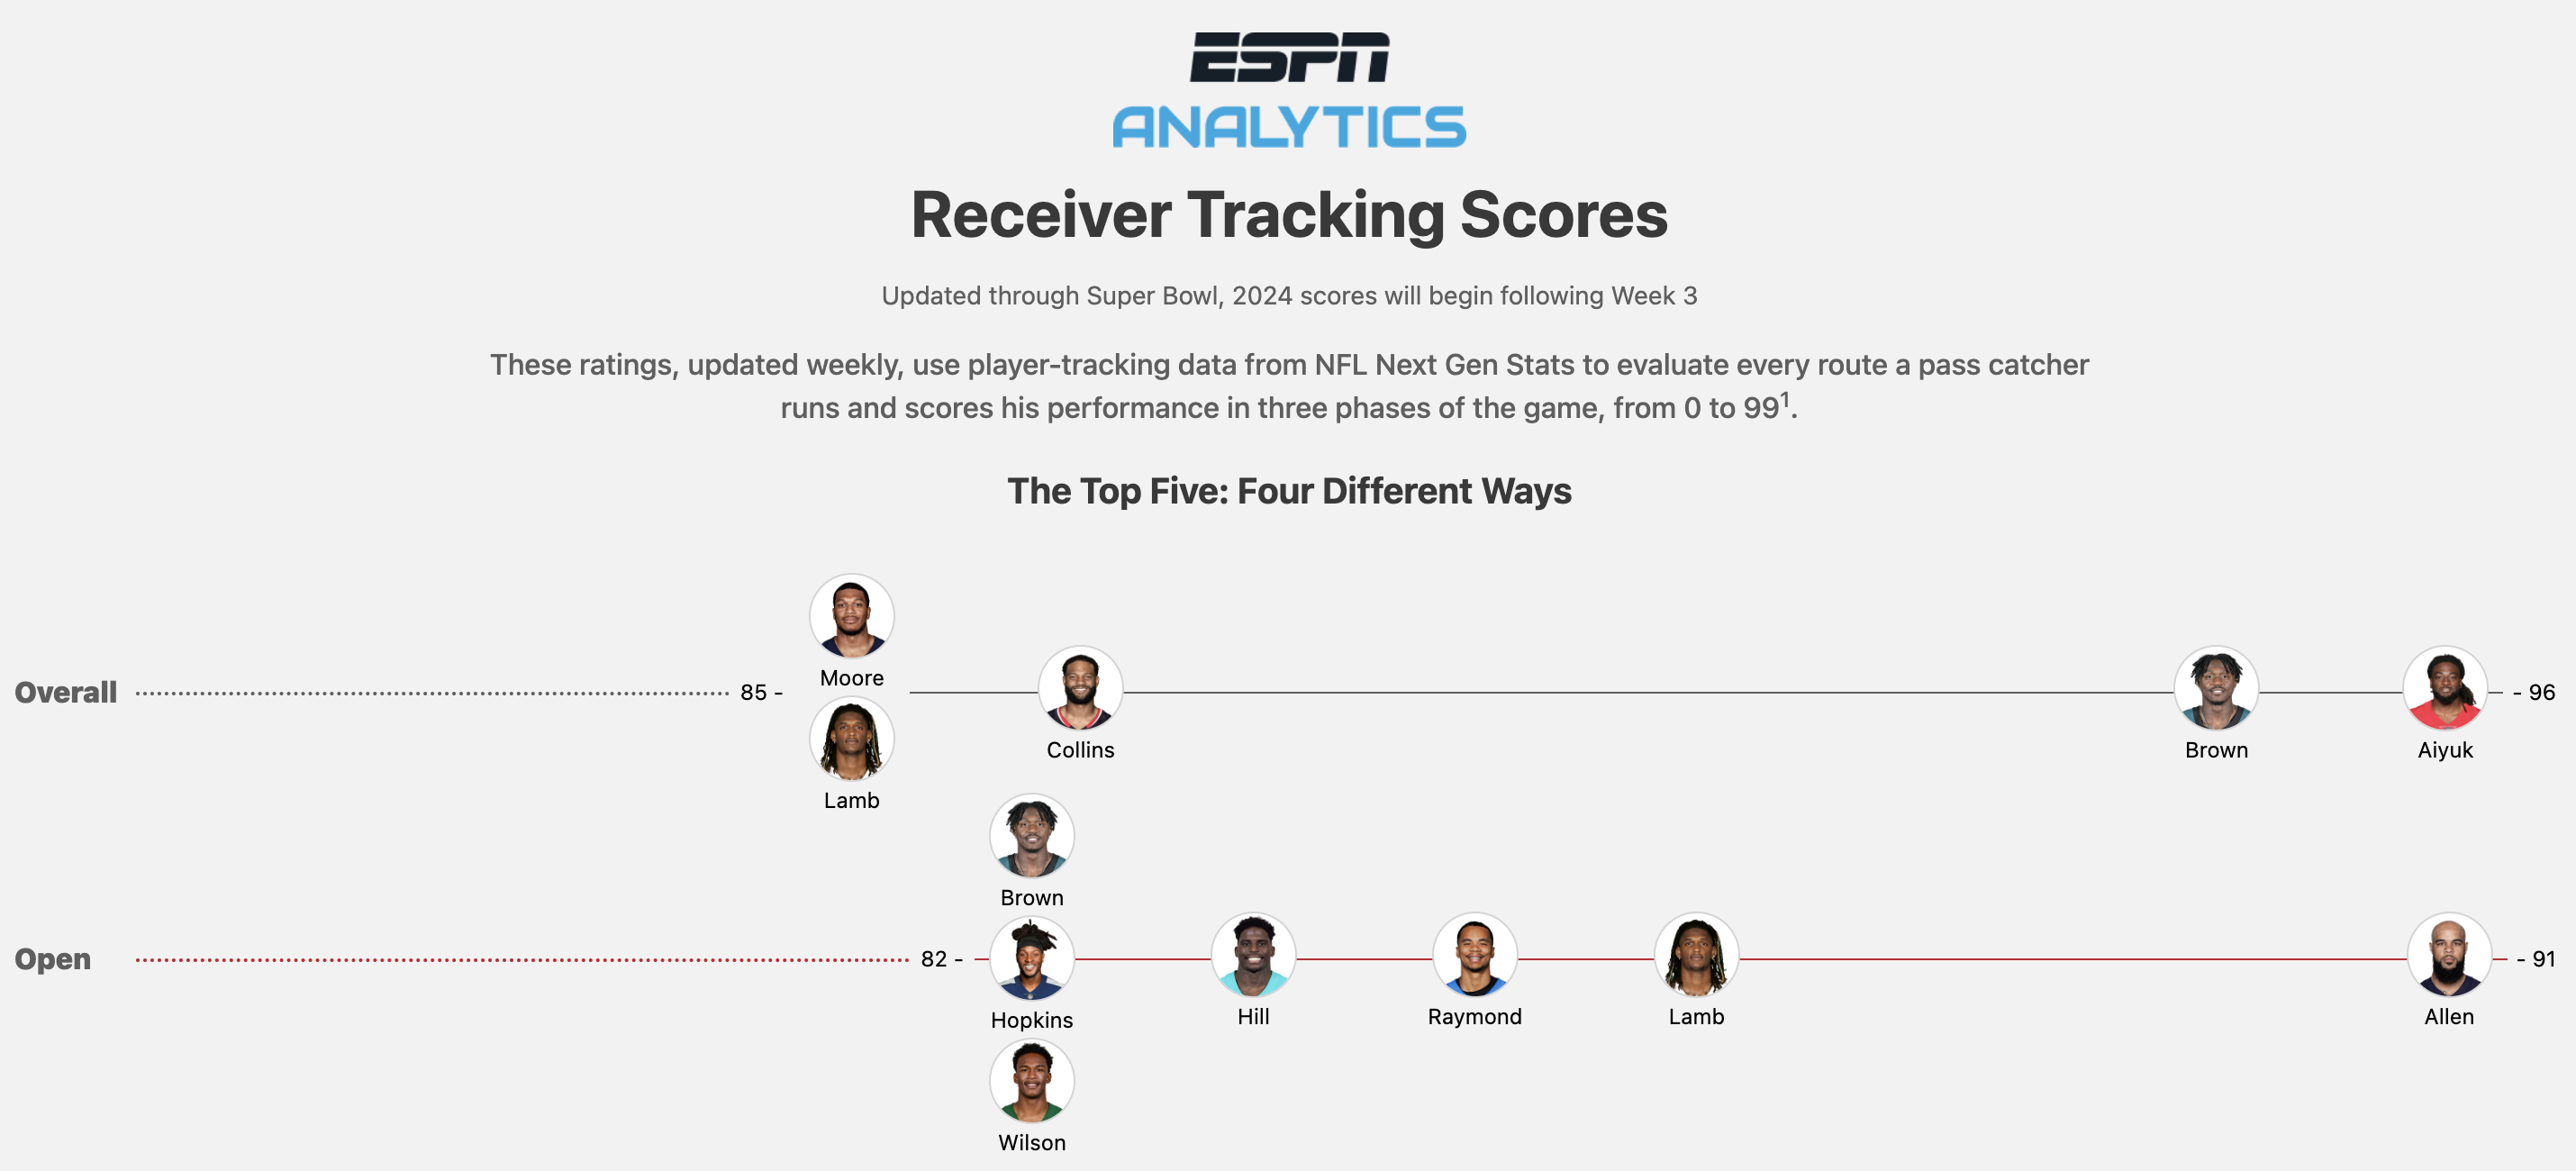 ESPN
ANALYTICS
Receiver Tracking Scores
Updated through Super Bowl, 2024 scores will begin following Week 3
These ratings, updated weekly, use player-tracking data from NFL Next Gen Stats to evaluate every route a pass catcher
runs and scores his performance in three phases of the game, from 0 to 99¹.
The Top Five: Four Different Ways
Moore
Overall 85 - - 96
Collins Brown Aiyuk
Lamb
Brown
Open 82 - - 91
Hopkins Hill Raymond Lamb Allen
Wilson